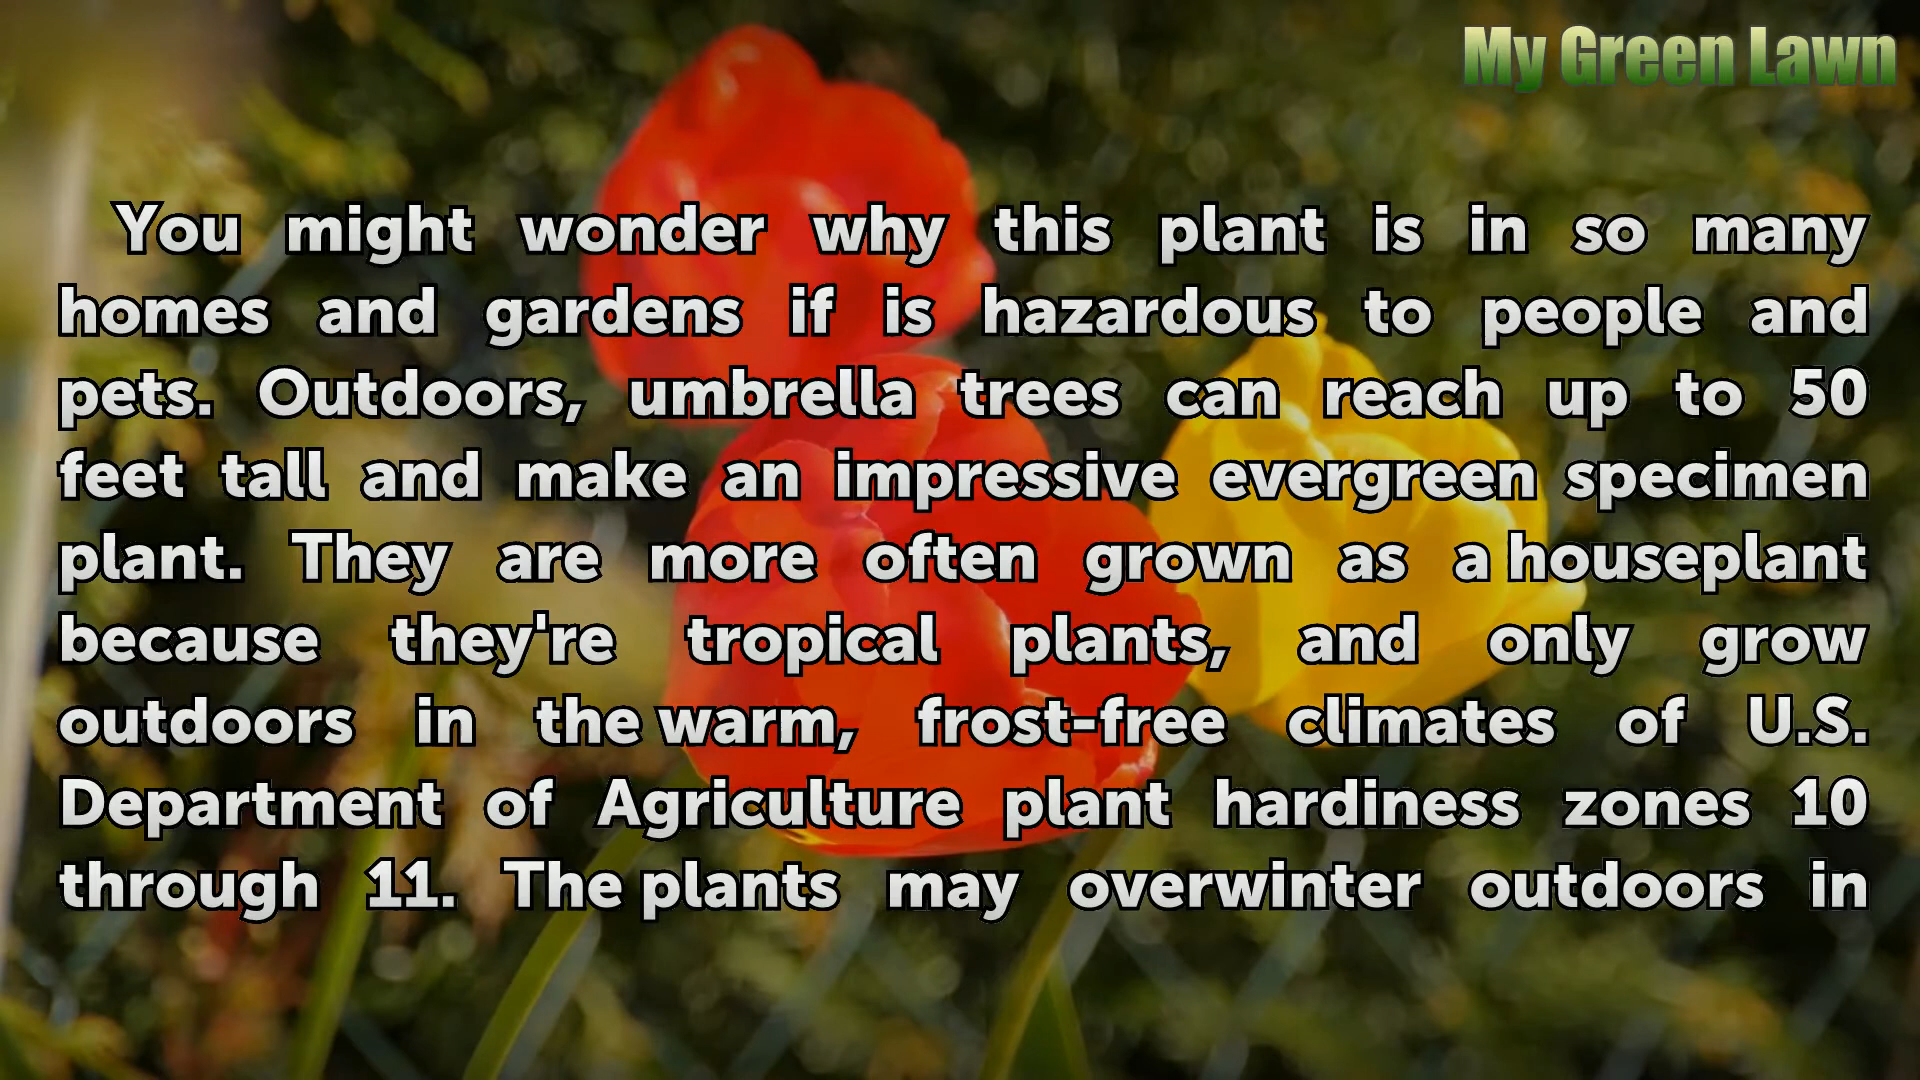 My Green Lawn
You might wonder why this plant is in so many
homes and gardens if is hazardous to people and
pets. Outdoors, umbrella trees can reach up to 50
feet tall and make an impressive evergreen specimen
plant. They are more often grown as a houseplant
because they're tropical plants, and only grow
outdoors in the warm, frost-free climates of U.S.
Department of Agriculture plant hardiness zones 10
through 11. The plants may overwinter outdoors in